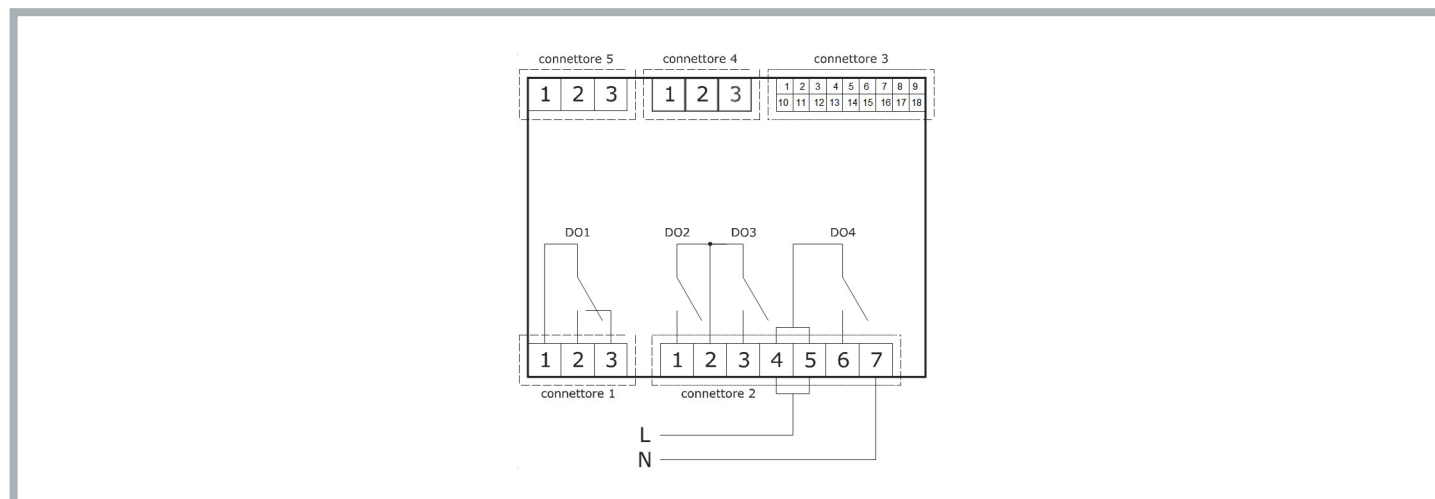 connettore 5 connettore 4 connettore 3
1 2 3 1 2 3 1 2 3 4 5 6 7 8 9
10 11 12 13 14 15 16 17 18
DO1 DO2 DO3 DO4
1 2 3 1 2 3 4 5 6 7
connettore 1 connettore 2
L
N